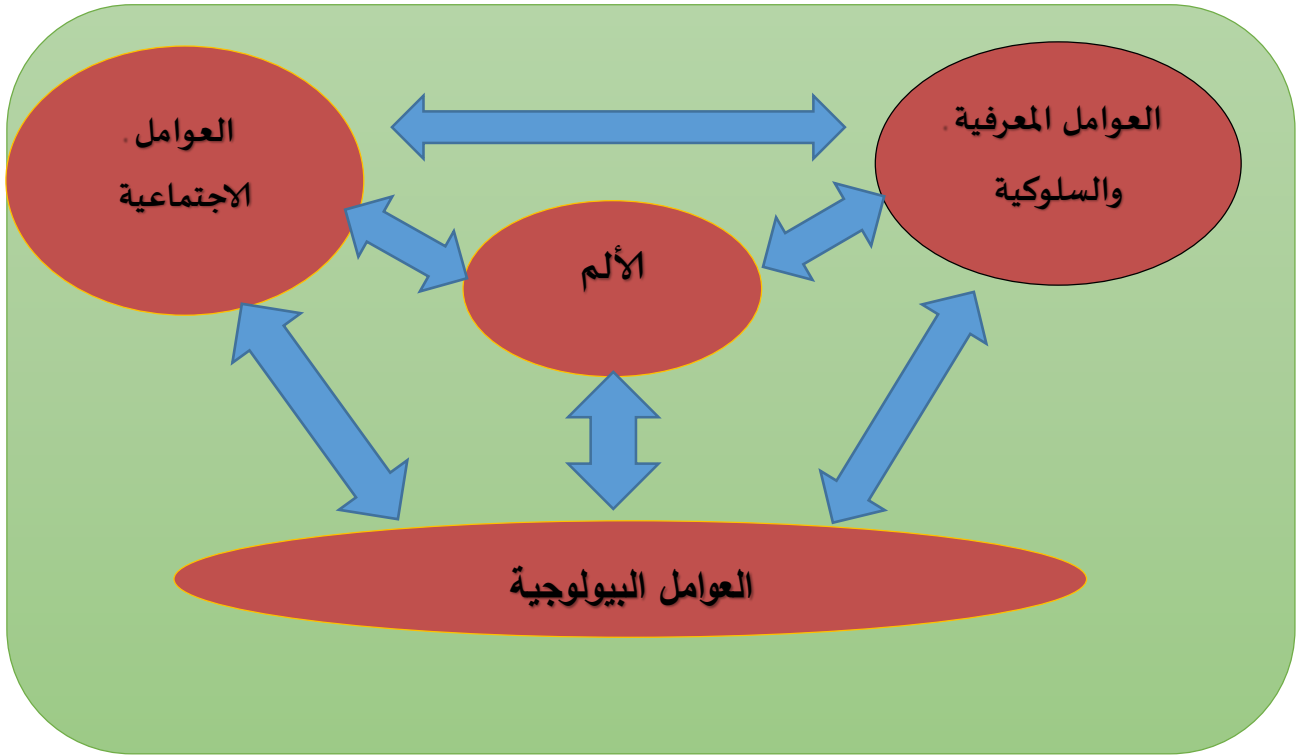 العوامل المعرفية .
والسلوكية
العوامل .
الاجتماعية
الألم
العوامل البيولوجية